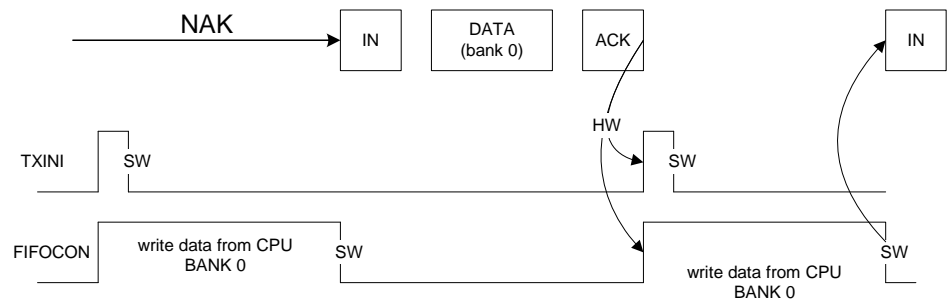 NAK
IN
DATA
(bank 0)
ACK
IN
HW
TXINI
SW
SW
FIFOCON
write data from CPU
BANK 0
SW
write data from CPU
BANK 0
SW